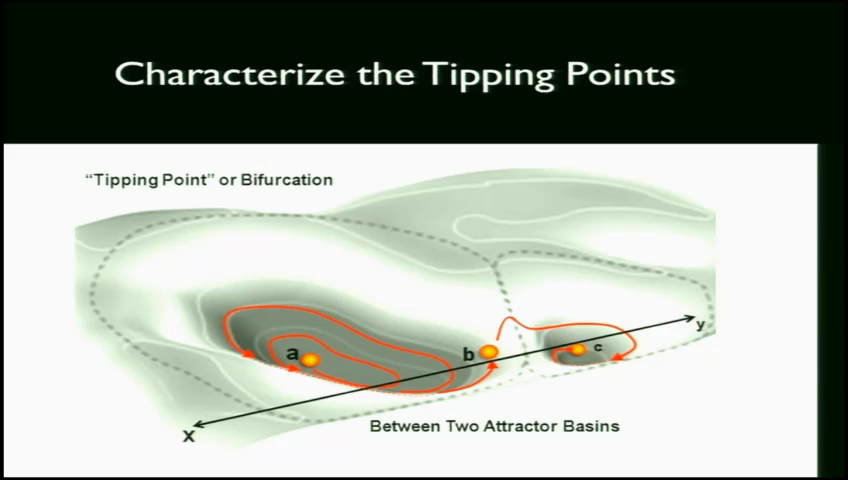 Characterize the Tipping Points
"Tipping Point" or Bifurcation
a
b
c
y
X
Between Two Attractor Basins